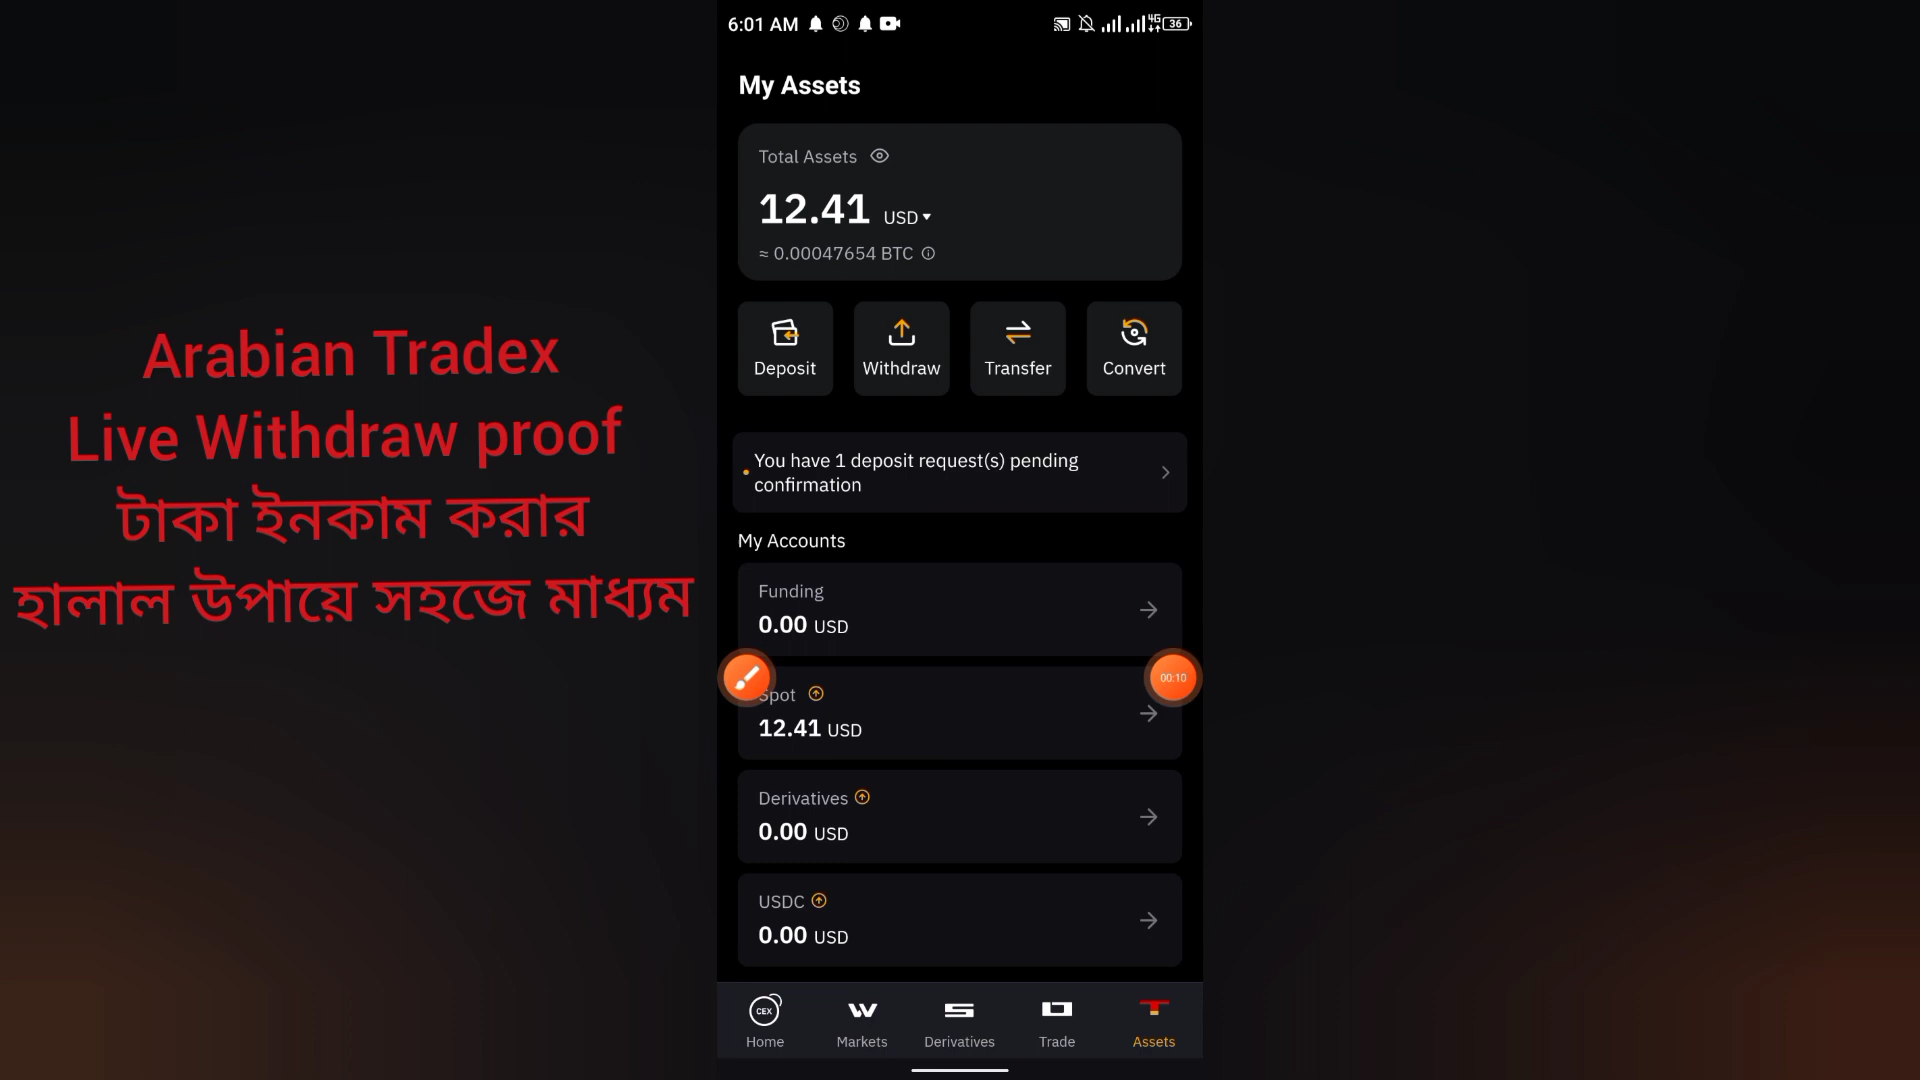 6:01 AM
4G
36
My Assets
Total Assets
12.41 USD
≈ 0.00047654 BTC
Deposit
Withdraw
Transfer
Convert
You have 1 deposit request(s) pending
confirmation
My Accounts
Funding
0.00 USD
Spot
12.41 USD
00:10
Derivatives
0.00 USD
USDC
0.00 USD
CEX
Home
Markets
Derivatives
Trade
Assets
Arabian Tradex
Live Withdraw proof
টাকা ইনকাম করার
হালাল উপায়ে সহজে মাধ্যম